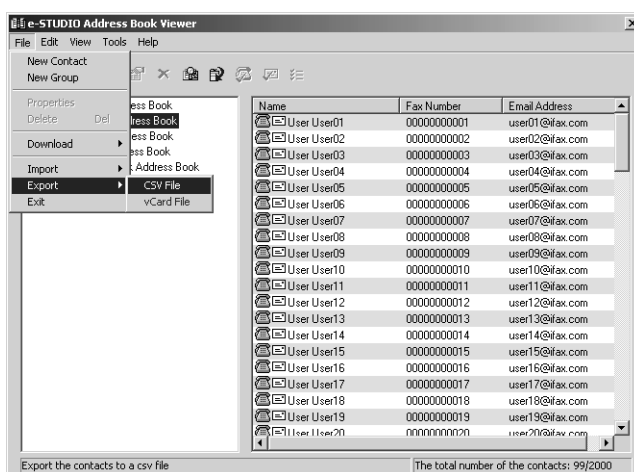 e-STUDIO Address Book Viewer
File Edit View Tools Help
New Contact
New Group
Properties
Delete Del
Download
Import
Export
Exit
CSV File
vCard File
ess Book
ress Book
ess Book
ess Book
Address Book
Name Fax Number Email Address
User User01 00000000001 user01@ifax.com
User User02 00000000002 user02@ifax.com
User User03 00000000003 user03@ifax.com
User User04 00000000004 user04@ifax.com
User User05 00000000005 user05@ifax.com
User User06 00000000006 user06@ifax.com
User User07 00000000007 user07@ifax.com
User User08 00000000008 user08@ifax.com
User User09 00000000009 user09@ifax.com
User User10 00000000010 user10@ifax.com
User User11 00000000011 user11@ifax.com
User User12 00000000012 user12@ifax.com
User User13 00000000013 user13@ifax.com
User User14 00000000014 user14@ifax.com
User User15 00000000015 user15@ifax.com
User User16 00000000016 user16@ifax.com
User User17 00000000017 user17@ifax.com
User User18 00000000018 user18@ifax.com
User User19 00000000019 user19@ifax.com
User User20 00000000020 user20@ifax.com
Export the contacts to a csv file
The total number of the contacts: 99/2000